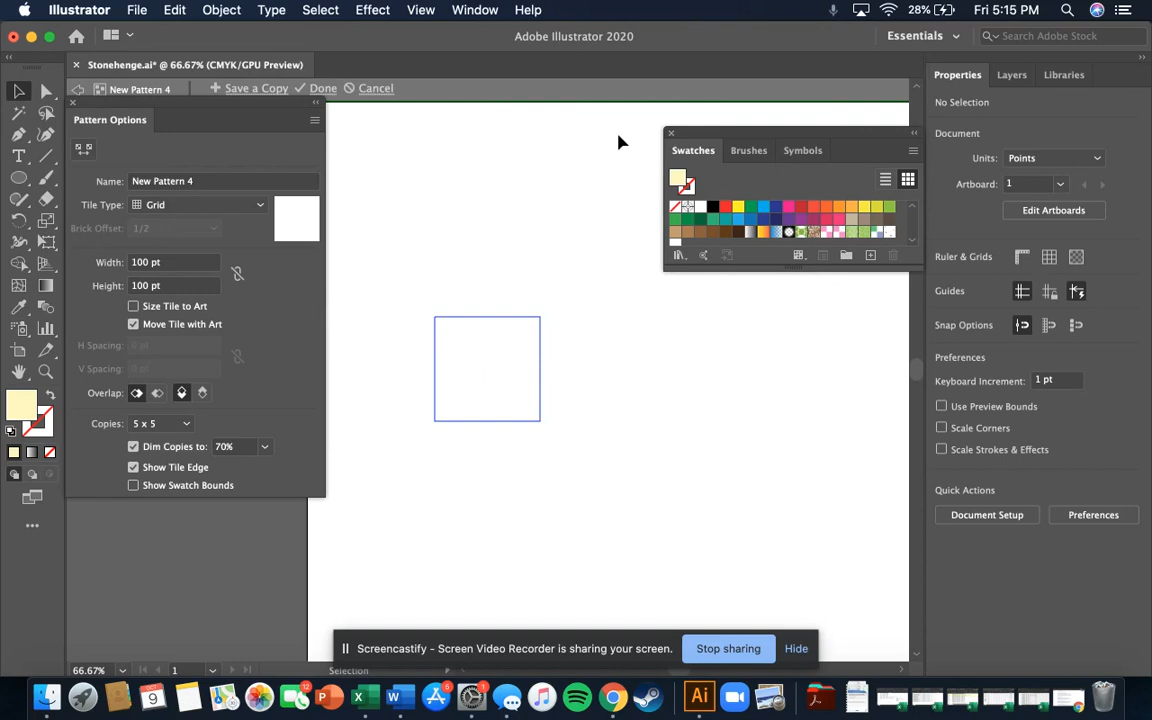 Illustrator File Edit Object Type Select Effect View Window Help 28% Fri 5:15 PM
Adobe Illustrator 2020 Essentials Search Adobe Stock
× Stonehenge.ai* @ 66.67% (CMYK/GPU Preview)
New Pattern 4 + Save a Copy Done Cancel
Pattern Options
Name: New Pattern 4
Tile Type: Grid
Brick Offset: 1/2
Width: 100 pt
Height: 100 pt
Size Tile to Art
Move Tile with Art
H Spacing: 0 pt
V Spacing: 0 pt
Overlap:
Copies: 5 x 5
Dim Copies to: 70%
Show Tile Edge
Show Swatch Bounds
Swatches Brushes Symbols
Properties Layers Libraries
No Selection
Document
Units: Points
Artboard: 1
Edit Artboards
Ruler & Grids
Guides
Snap Options
Preferences
Keyboard Increment: 1 pt
Use Preview Bounds
Scale Corners
Scale Strokes & Effects
Quick Actions
Document Setup Preferences
Screencastify - Screen Video Recorder is sharing your screen. Stop sharing Hide
66.67% 1 Selection